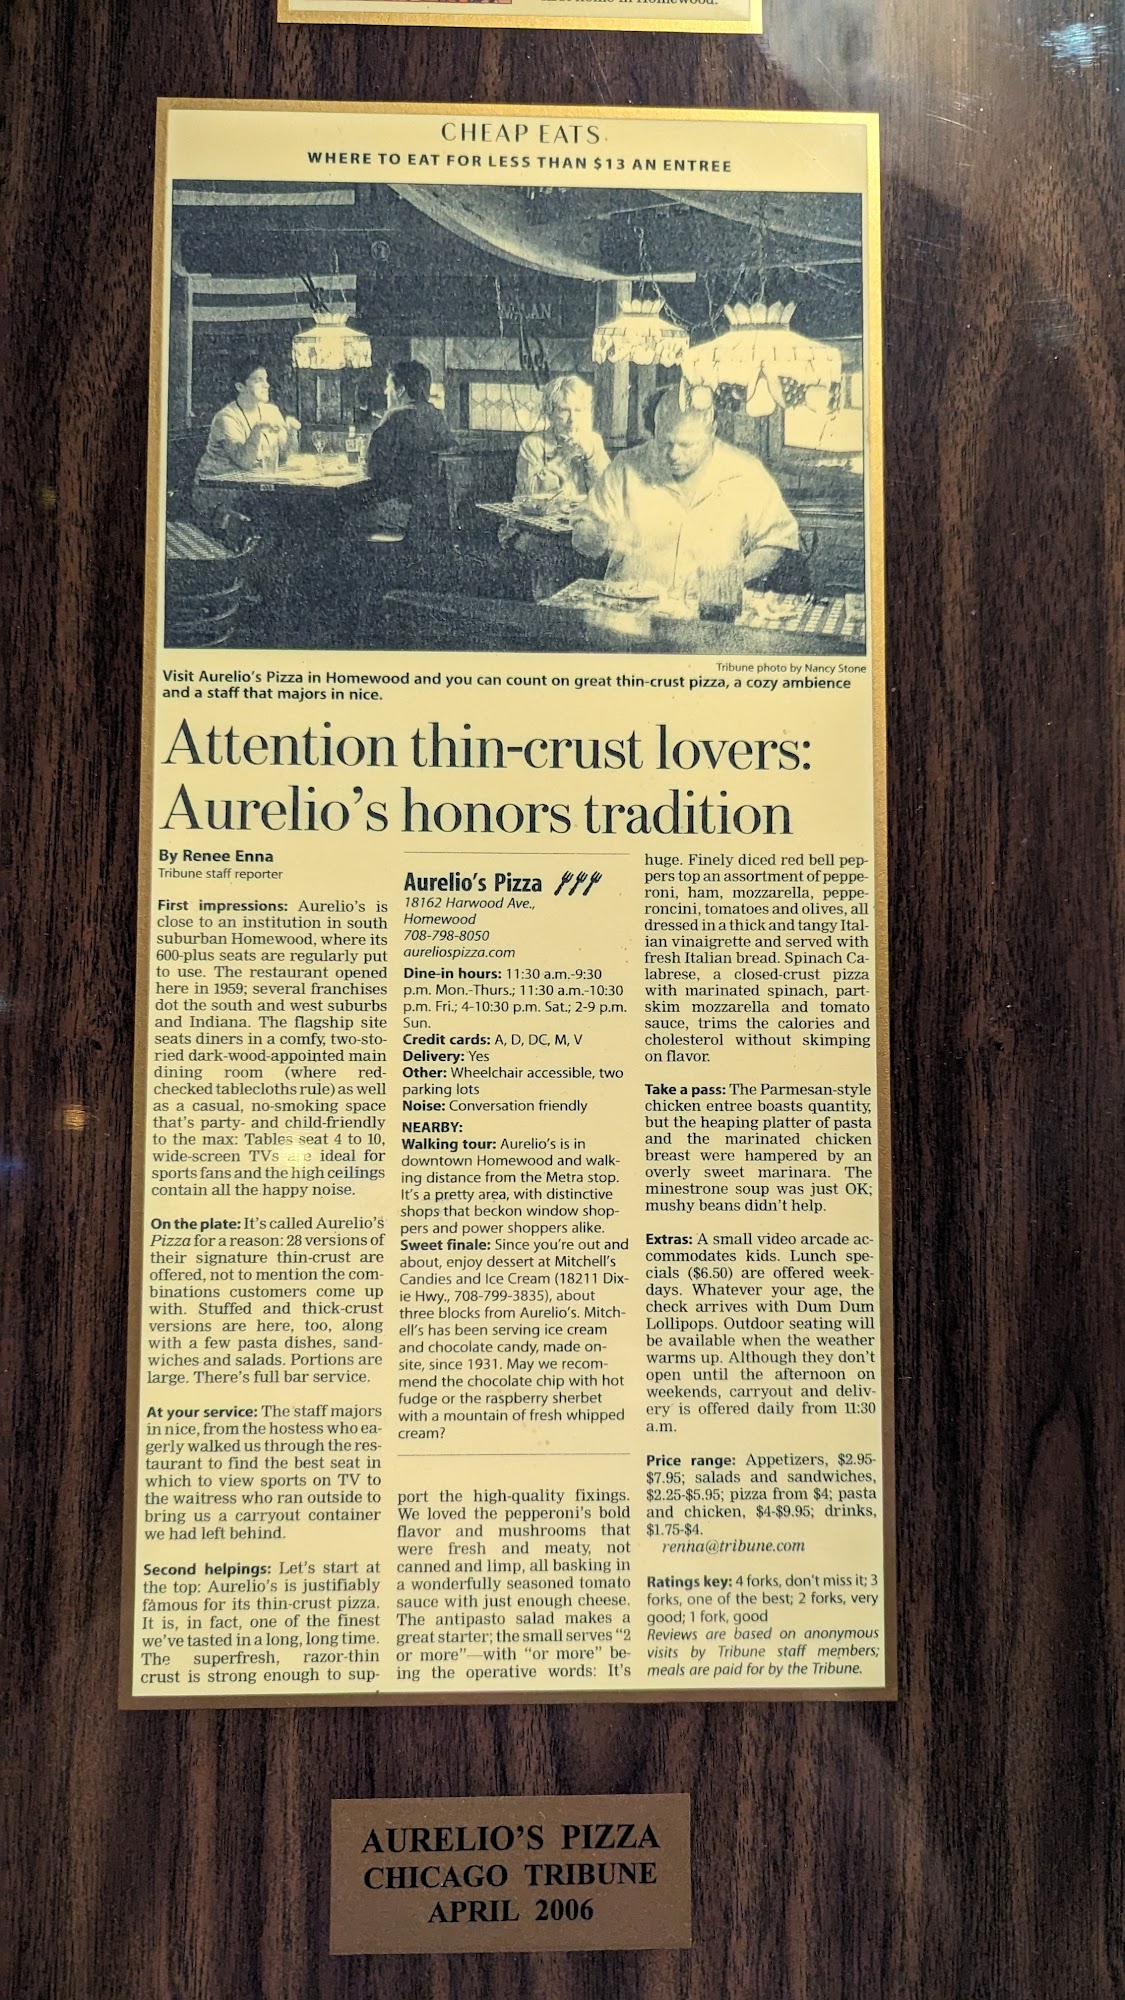 first home in Homewood.
CHEAP EATS
WHERE TO EAT FOR LESS THAN $13 AN ENTREE
MILAN
Tribune photo by Nancy Stone
Visit Aurelio's Pizza in Homewood and you can count on great thin-crust pizza, a cozy ambience
and a staff that majors in nice.
Attention thin-crust lovers:
Aurelio's honors tradition
By Renee Enna
Tribune staff reporter
First impressions: Aurelio's is
close to an institution in south
suburban Homewood, where its
600-plus seats are regularly put
to use. The restaurant opened
here in 1959; several franchises
dot the south and west suburbs
and Indiana. The flagship site
seats diners in a comfy, two-sto-
ried dark-wood-appointed main
dining room (where red-
checked tablecloths rule) as well
as a casual, no-smoking space
that's party- and child-friendly
to the max: Tables seat 4 to 10,
wide-screen TVs are ideal for
sports fans and the high ceilings
contain all the happy noise.
On the plate: It's called Aurelio's
Pizza for a reason: 28 versions of
their signature thin-crust are
offered, not to mention the com-
binations customers come up
with. Stuffed and thick-crust
versions are here, too, along
with a few pasta dishes, sand-
wiches and salads. Portions are
large. There's full bar service.
At your service: The staff majors
in nice, from the hostess who ea-
gerly walked us through the res-
taurant to find the best seat in
which to view sports on TV to
the waitress who ran outside to
bring us a carryout container
we had left behind.
Second helpings: Let's start at
the top: Aurelio's is justifiably
famous for its thin-crust pizza.
It is, in fact, one of the finest
we've tasted in a long, long time.
The superfresh, razor-thin
crust is strong enough to sup-
Aurelio's Pizza
18162 Harwood Ave.,
Homewood
708-798-8050
aureliospizza.com
Dine-in hours: 11:30 a.m.-9:30
p.m. Mon.-Thurs.; 11:30 a.m.-10:30
p.m. Fri.; 4-10:30 p.m. Sat.; 2-9 p.m.
Sun.
Credit cards: A, D, DC, M, V
Delivery: Yes
Other: Wheelchair accessible, two
parking lots
Noise: Conversation friendly
NEARBY:
Walking tour: Aurelio's is in
downtown Homewood and walk-
ing distance from the Metra stop.
It's a pretty area, with distinctive
shops that beckon window shop-
pers and power shoppers alike.
Sweet finale: Since you're out and
about, enjoy dessert at Mitchell's
Candies and Ice Cream (18211 Dix-
ie Hwy., 708-799-3835), about
three blocks from Aurelio's. Mitch-
ell's has been serving ice cream
and chocolate candy, made on-
site, since 1931. May we recom-
mend the chocolate chip with hot
fudge or the raspberry sherbet
with a mountain of fresh whipped
cream?
port the high-quality fixings.
We loved the pepperoni's bold
flavor and mushrooms that
were fresh and meaty, not
canned and limp, all basking in
a wonderfully seasoned tomato
sauce with just enough cheese.
The antipasto salad makes a
great starter; the small serves "2
or more"—with "or more" be-
ing the operative words: It's
huge. Finely diced red bell pep-
pers top an assortment of peppe-
roni, ham, mozzarella, peppe-
roncini, tomatoes and olives, all
dressed in a thick and tangy Ital-
ian vinaigrette and served with
fresh Italian bread. Spinach Ca-
labrese, a closed-crust pizza
with marinated spinach, part-
skim mozzarella and tomato
sauce, trims the calories and
cholesterol without skimping
on flavor.
Take a pass: The Parmesan-style
chicken entree boasts quantity,
but the heaping platter of pasta
and the marinated chicken
breast were hampered by an
overly sweet marinara. The
minestrone soup was just OK;
mushy beans didn't help.
Extras: A small video arcade ac-
commodates kids. Lunch spe-
cials ($6.50) are offered week-
days. Whatever your age, the
check arrives with Dum Dum
Lollipops. Outdoor seating will
be available when the weather
warms up. Although they don't
open until the afternoon on
weekends, carryout and deliv-
ery is offered daily from 11:30
a.m.
Price range: Appetizers, $2.95-
$7.95; salads and sandwiches,
$2.25-$5.95; pizza from $4; pasta
and chicken, $4-$9.95; drinks,
$1.75-$4.
renna@tribune.com
Ratings key: 4 forks, don't miss it; 3
forks, one of the best; 2 forks, very
good; 1 fork, good
Reviews are based on anonymous
visits by Tribune staff members;
meals are paid for by the Tribune.
AURELIO'S PIZZA
CHICAGO TRIBUNE
APRIL 2006